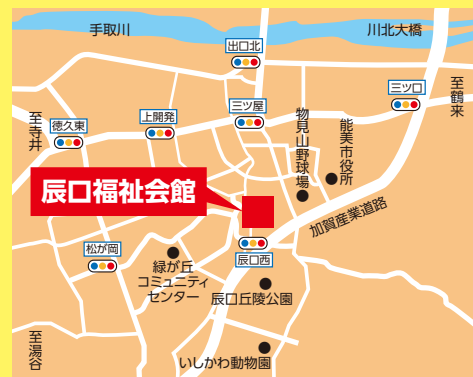 手取川
川北大橋
出口北
三ツ口
至鶴来
上開発
三ツ屋
徳久東
至寺井
物見山野球場
能美市役所
辰口福祉会館
加賀産業道路
松が岡
辰口西
緑が丘
コミュニティ
センター
辰口丘陵公園
至湯谷
いしかわ動物園